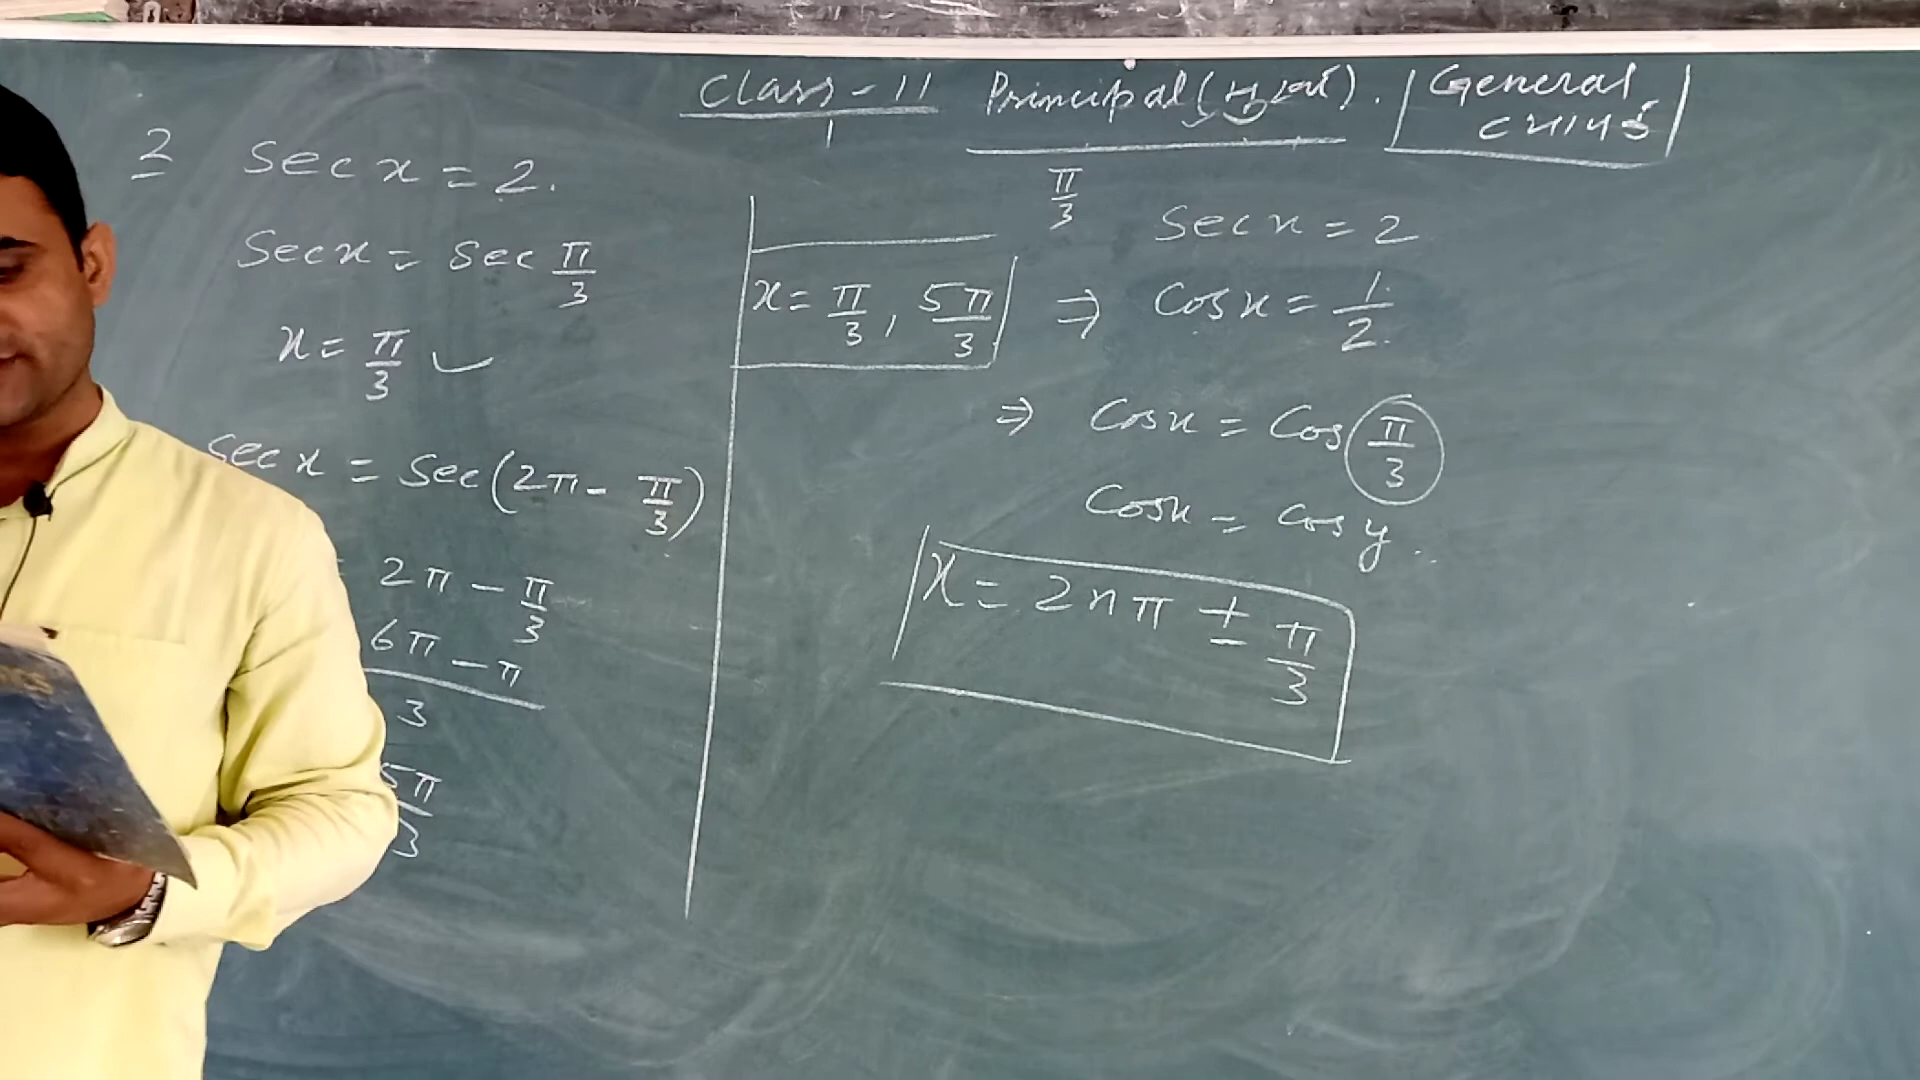 Class-11 Principal (मुख्य). General
2 Sec x = 2.
Sec x = Sec π/3
x = π/3 ✓
Sec x = Sec(2π - π/3)
2π - π/3
6π - π
3
5π
3
x = π/3, 5π/3
π/3
Sec x = 2
⇒ Cos x = 1/2.
⇒ Cos x = Cos π/3
Cos x = Cos y
x = 2nπ ± π/3